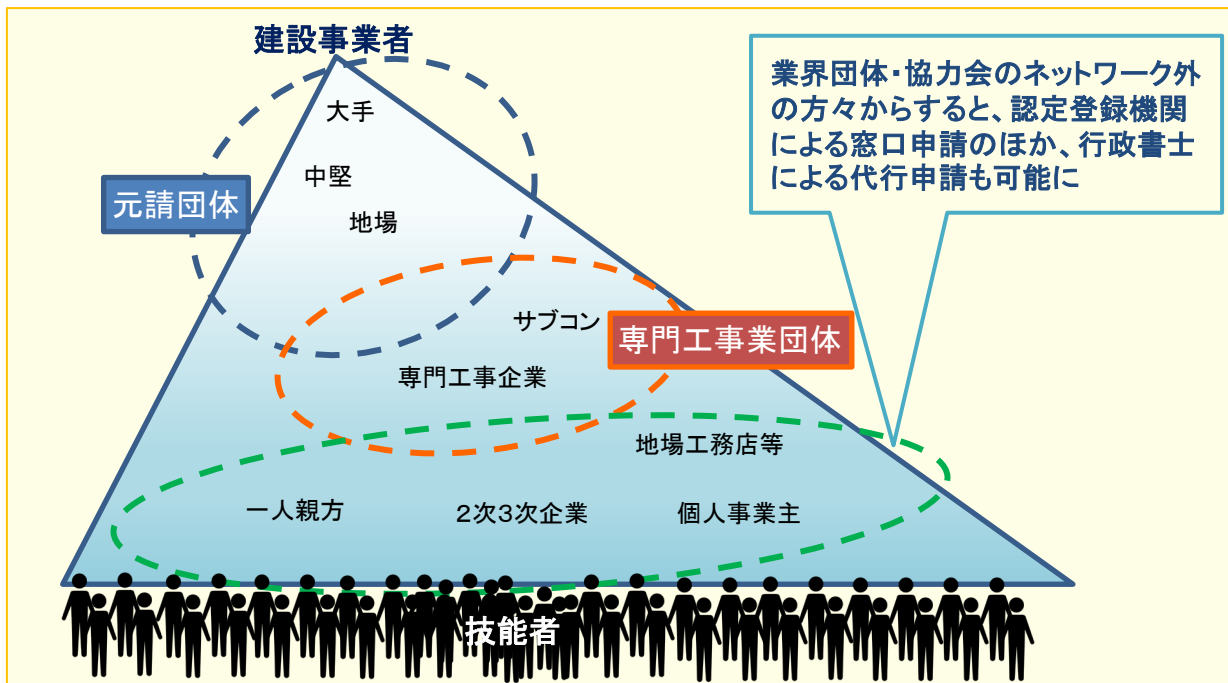 建設事業者
業界団体・協力会のネットワーク外
の方々からすると、認定登録機関
による窓口申請のほか、行政書士
による代行申請も可能に
大手
中堅
元請団体
地場
サブコン
専門工事業団体
専門工事企業
地場工務店等
一人親方
2次3次企業
個人事業主
技能者